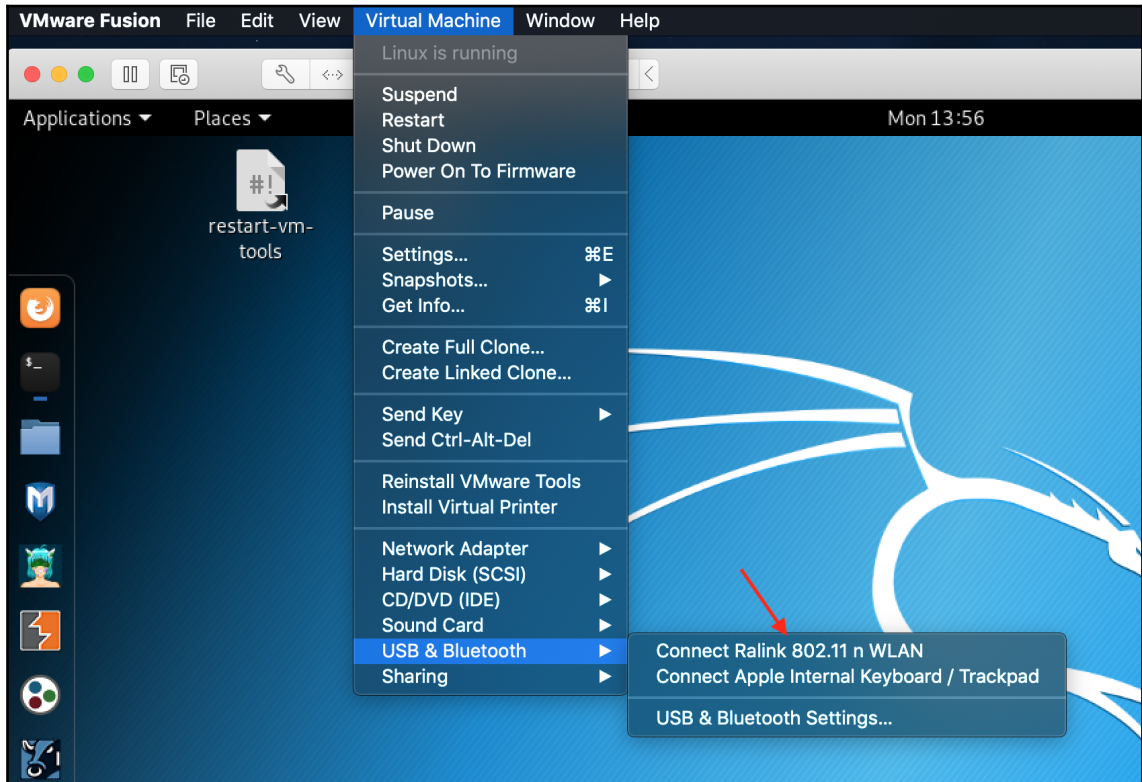 VMware Fusion File Edit View Virtual Machine Window Help
Linux is running
Applications Places Mon 13:56
Suspend
Restart
Shut Down
Power On To Firmware
Pause
#!
restart-vm-
tools
Settings... ⌘E
Snapshots...
Get Info... ⌘I
$_
Create Full Clone...
Create Linked Clone...
Send Key
Send Ctrl-Alt-Del
Reinstall VMware Tools
Install Virtual Printer
Network Adapter
Hard Disk (SCSI)
CD/DVD (IDE)
Sound Card
USB & Bluetooth
Sharing
Connect Ralink 802.11 n WLAN
Connect Apple Internal Keyboard / Trackpad
USB & Bluetooth Settings...